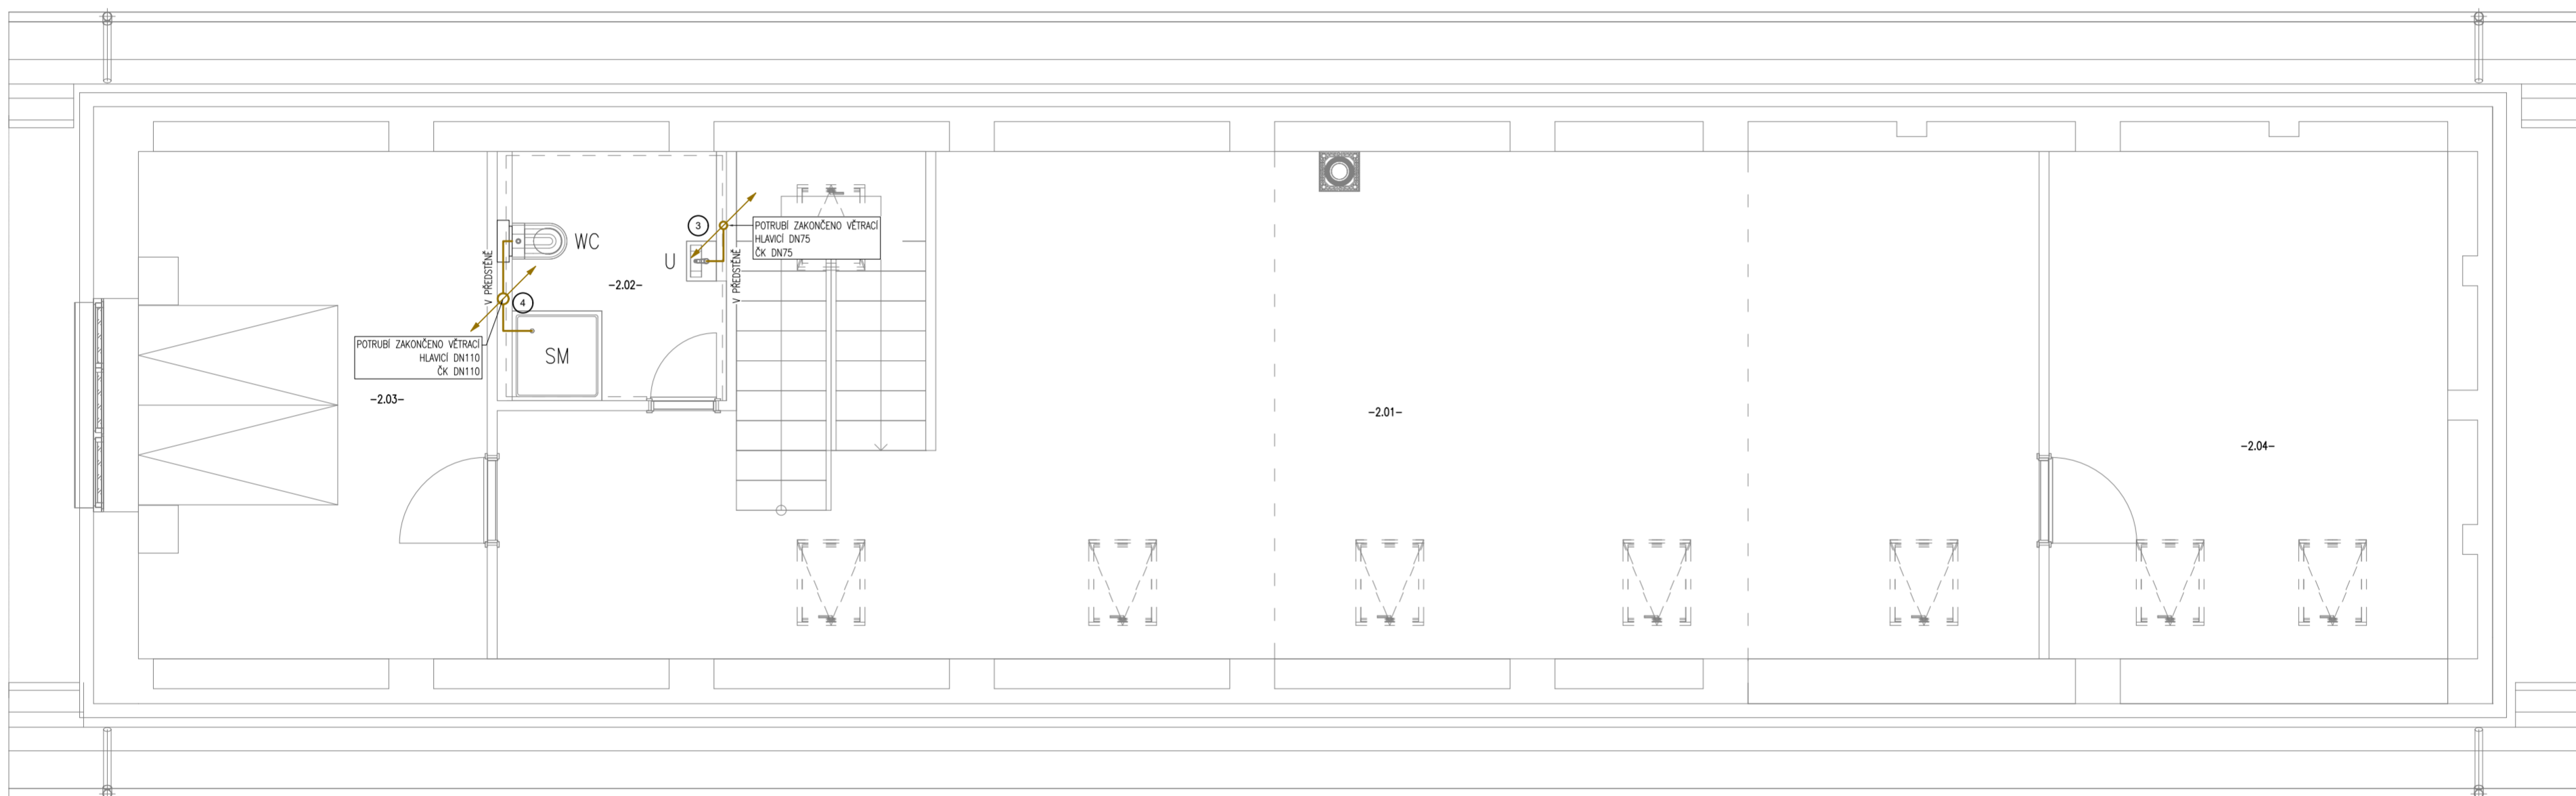 3
POTRUBÍ ZAKONČENO VĚTRACÍ
HLAVICÍ DN75
ČK DN75
WC
U
V PŘEDSTĚNĚ
V PŘEDSTĚNĚ
-2.02-
4
POTRUBÍ ZAKONČENO VĚTRACÍ
HLAVICÍ DN110
ČK DN110
SM
-2.03-
-2.01-
-2.04-